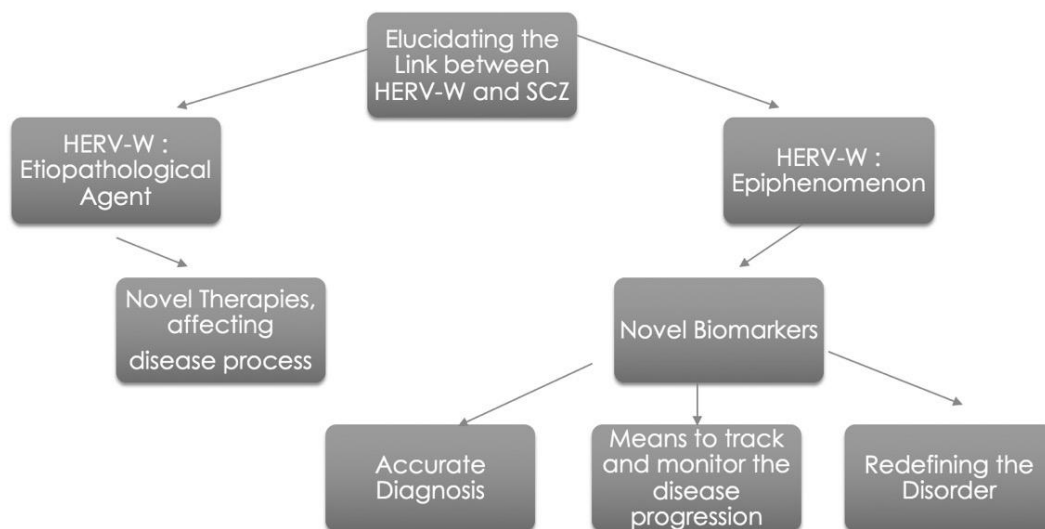 Elucidating the
Link between
HERV-W and SCZ
HERV-W :
Etiopathological
Agent
HERV-W :
Epiphenomenon
Novel Therapies,
affecting
disease process
Novel Biomarkers
Accurate
Diagnosis
Means to track
and monitor the
disease
progression
Redefining the
Disorder